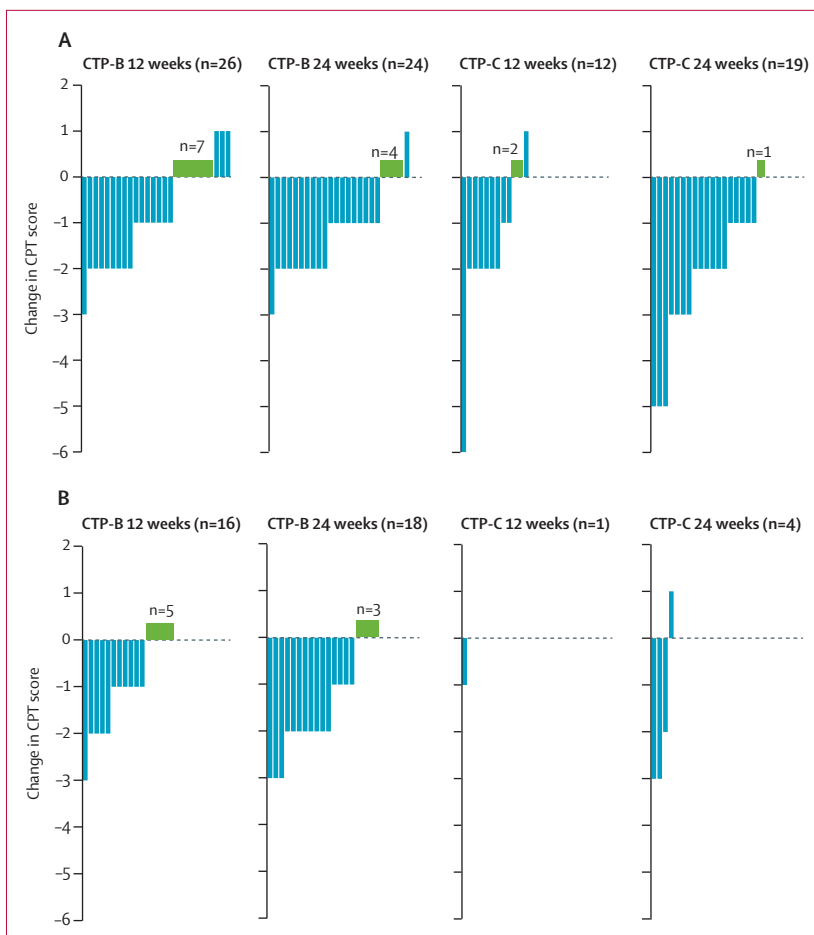 A
CTP-B 12 weeks (n=26)
CTP-B 24 weeks (n=24)
CTP-C 12 weeks (n=12)
CTP-C 24 weeks (n=19)
2
1
0
–1
–2
–3
–4
–5
–6
Change in CPT score
n=7
n=4
n=2
n=1
B
CTP-B 12 weeks (n=16)
CTP-B 24 weeks (n=18)
CTP-C 12 weeks (n=1)
CTP-C 24 weeks (n=4)
2
1
0
–1
–2
–3
–4
–5
–6
Change in CPT score
n=5
n=3